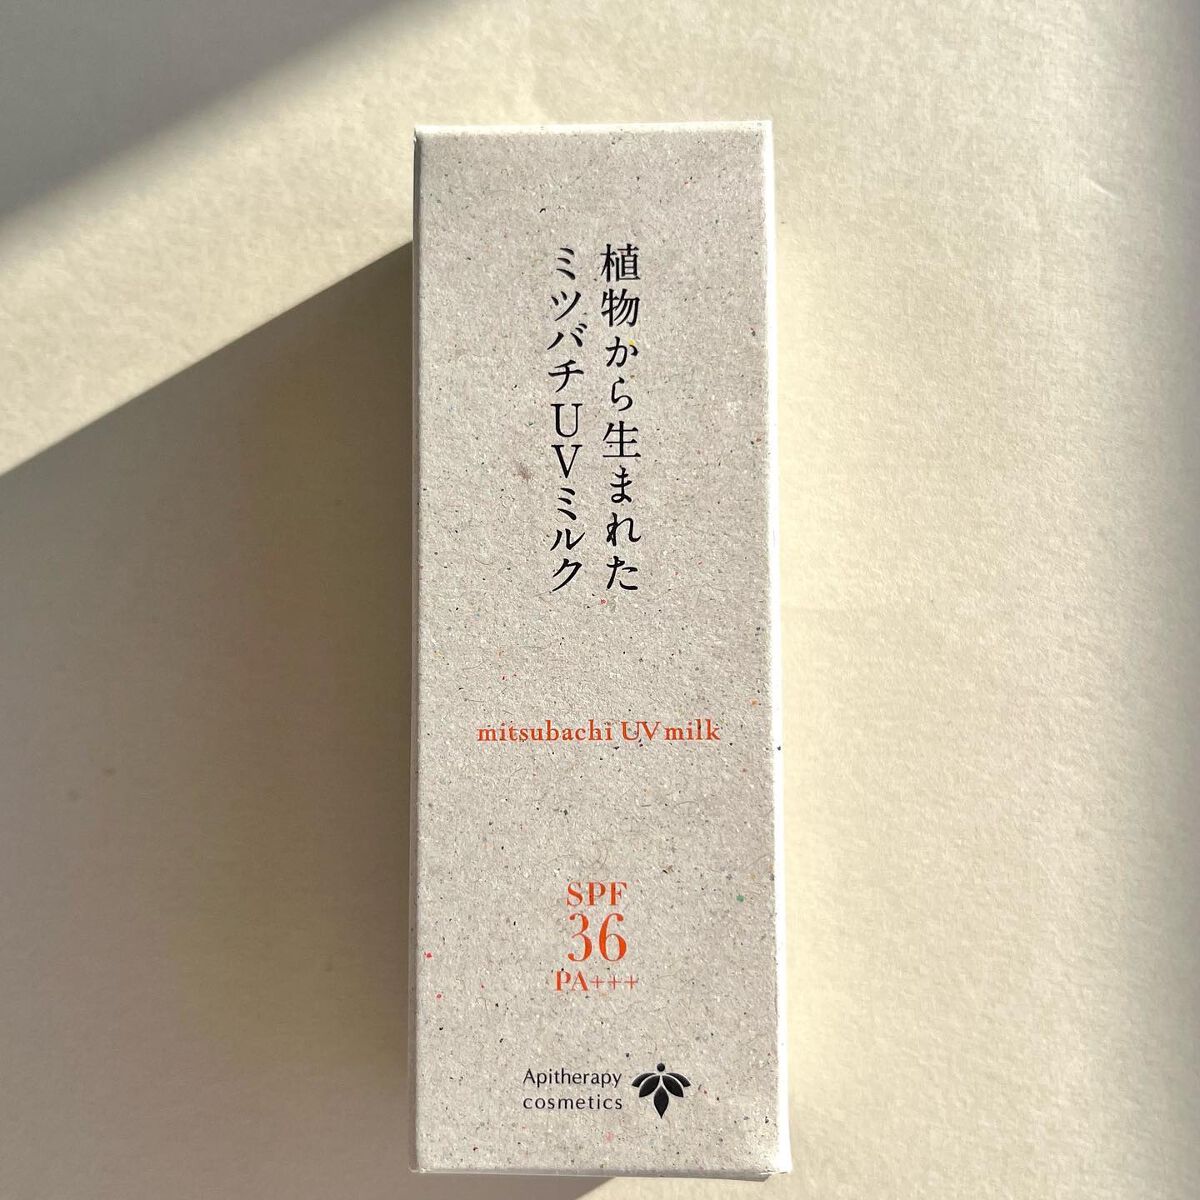 植物から生まれた
ミツバチUVミルク
mitsubachi UV milk
SPF
36
PA+++
Apitherapy
cosmetics